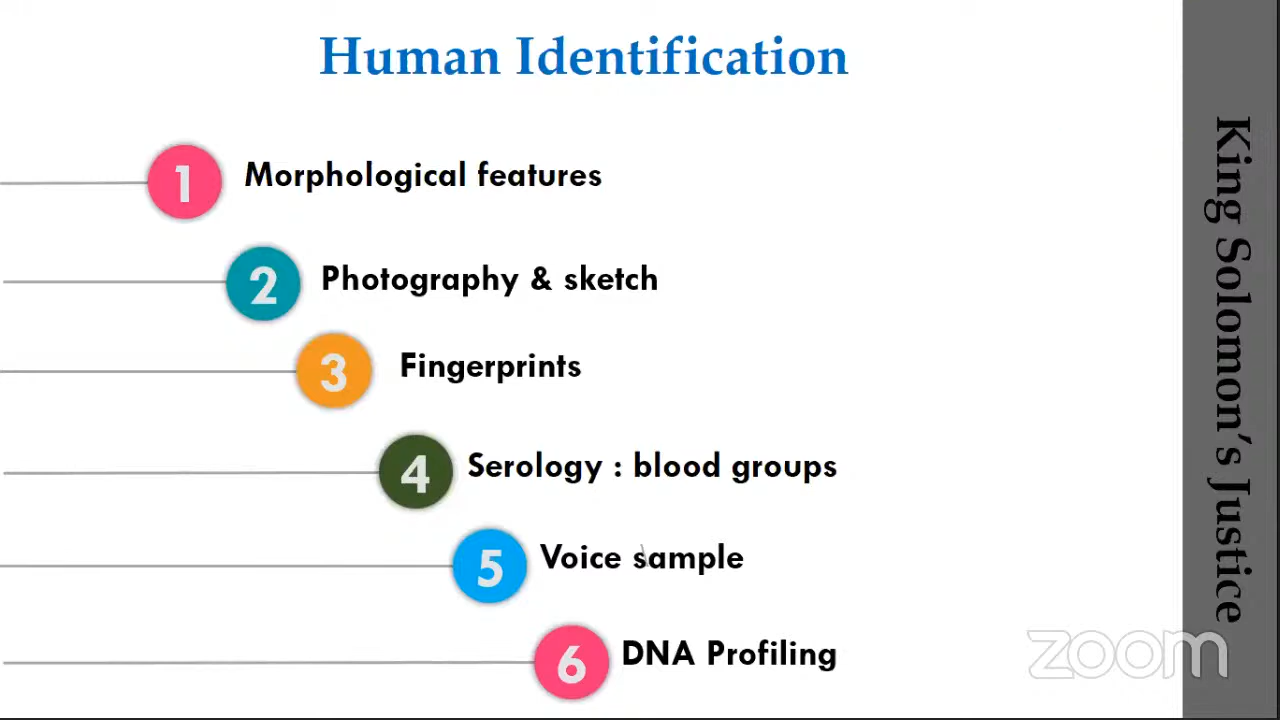 Human Identification
1 Morphological features
2 Photography & sketch
3 Fingerprints
4 Serology : blood groups
5 Voice sample
6 DNA Profiling
King Solomon's Justice
zoom